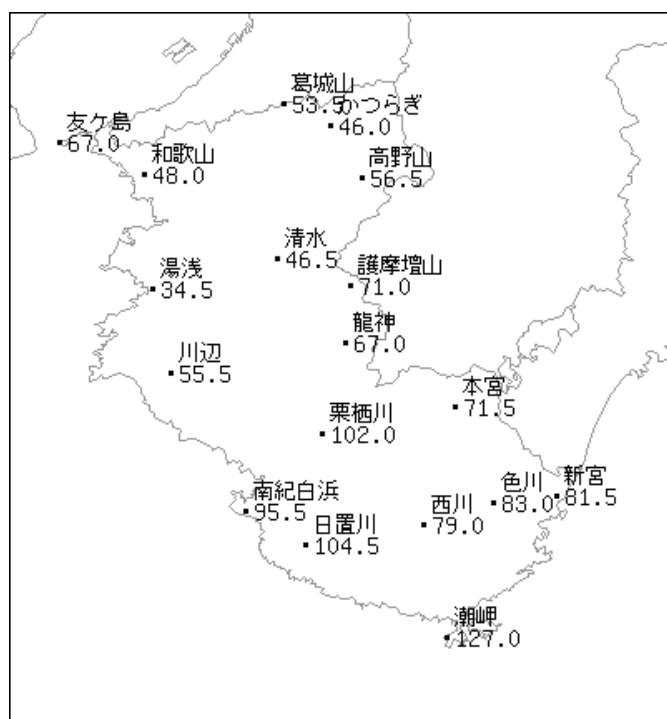 葛城山
53.5
かつらぎ
46.0
友ケ島
67.0
和歌山
48.0
高野山
56.5
清水
46.5
護摩壇山
71.0
湯浅
34.5
龍神
67.0
川辺
55.5
本宮
71.5
栗栖川
102.0
南紀白浜
95.5
日置川
104.5
西川
79.0
色川
83.0
新宮
81.5
潮岬
127.0